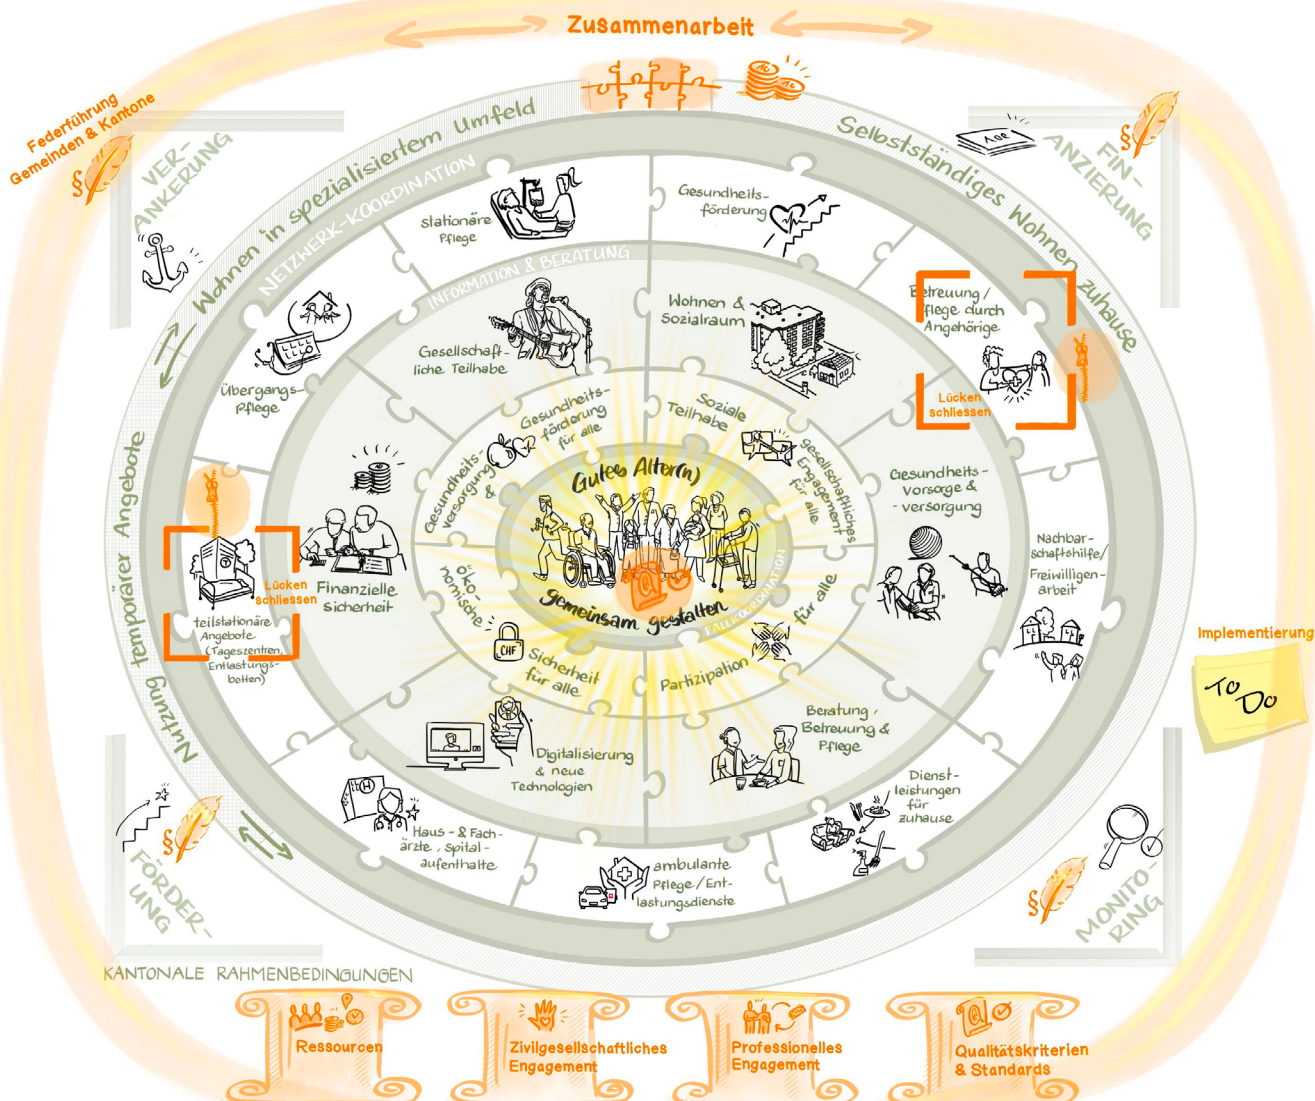 Zusammenarbeit
Federführung
Gemeinden & Kantone
§
VER-
ANKERUNG
§
FIN-
ANZIERUNG
Wohnen in spezialisiertem Umfeld
Selbstständiges Wohnen zuhause
Nutzung temporärer Angebote
NETZWERK-KOORDINATION
INFORMATION & BERATUNG
stationäre
Pflege
Gesundheits-
förderung
Betreuung /
Pflege durch
Angehörige
Lücken
schliessen
Übergangs-
Pflege
Gesellschaft-
liche Teilhabe
Wohnen &
Sozialraum
Gesundheits-
förderung
für alle
Soziale
Teilhabe
gesellschaftliches
Engagement
für alle
Gesundheits-
versorgung
&
Gutes Alter(n)
gemeinsam gestalten
FALLKOORDINATION
Gesundheits-
vorsorge &
-versorgung
Nachbar-
schaftshilfe/
Freiwilligen-
arbeit
Finanzielle
Sicherheit
Lücken
schliessen
teilstationäre
Angebote
(Tageszentren,
Entlastungs-
betten)
öko-
nomische
CHF
Sicherheit
für alle
Partizipation für alle
Implementierung
To
Do
Beratung,
Betreuung &
Pflege
Digitalisierung
& neue
Technologien
Dienst-
leistungen
für
zuhause
H
Haus- & Fach-
ärzte, Spital-
aufenthalte
ambulante
Pflege/Ent-
lastungsdienste
§
FÖRDER-
UNG
§
MONITO-
RING
KANTONALE RAHMENBEDINGUNGEN
Ressourcen
Zivilgesellschaftliches
Engagement
Professionelles
Engagement
Q
Qualitätskriterien
& Standards